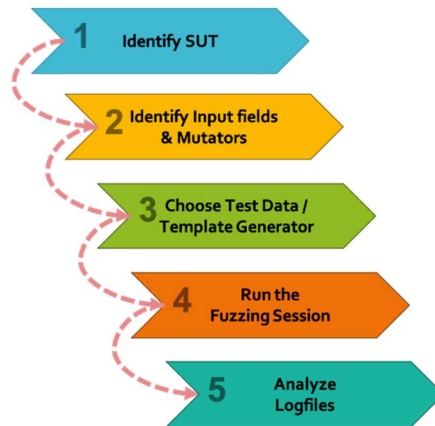 1 Identify SUT
2 Identify Input fields
& Mutators
3 Choose Test Data /
Template Generator
4 Run the
Fuzzing Session
5 Analyze
Logfiles